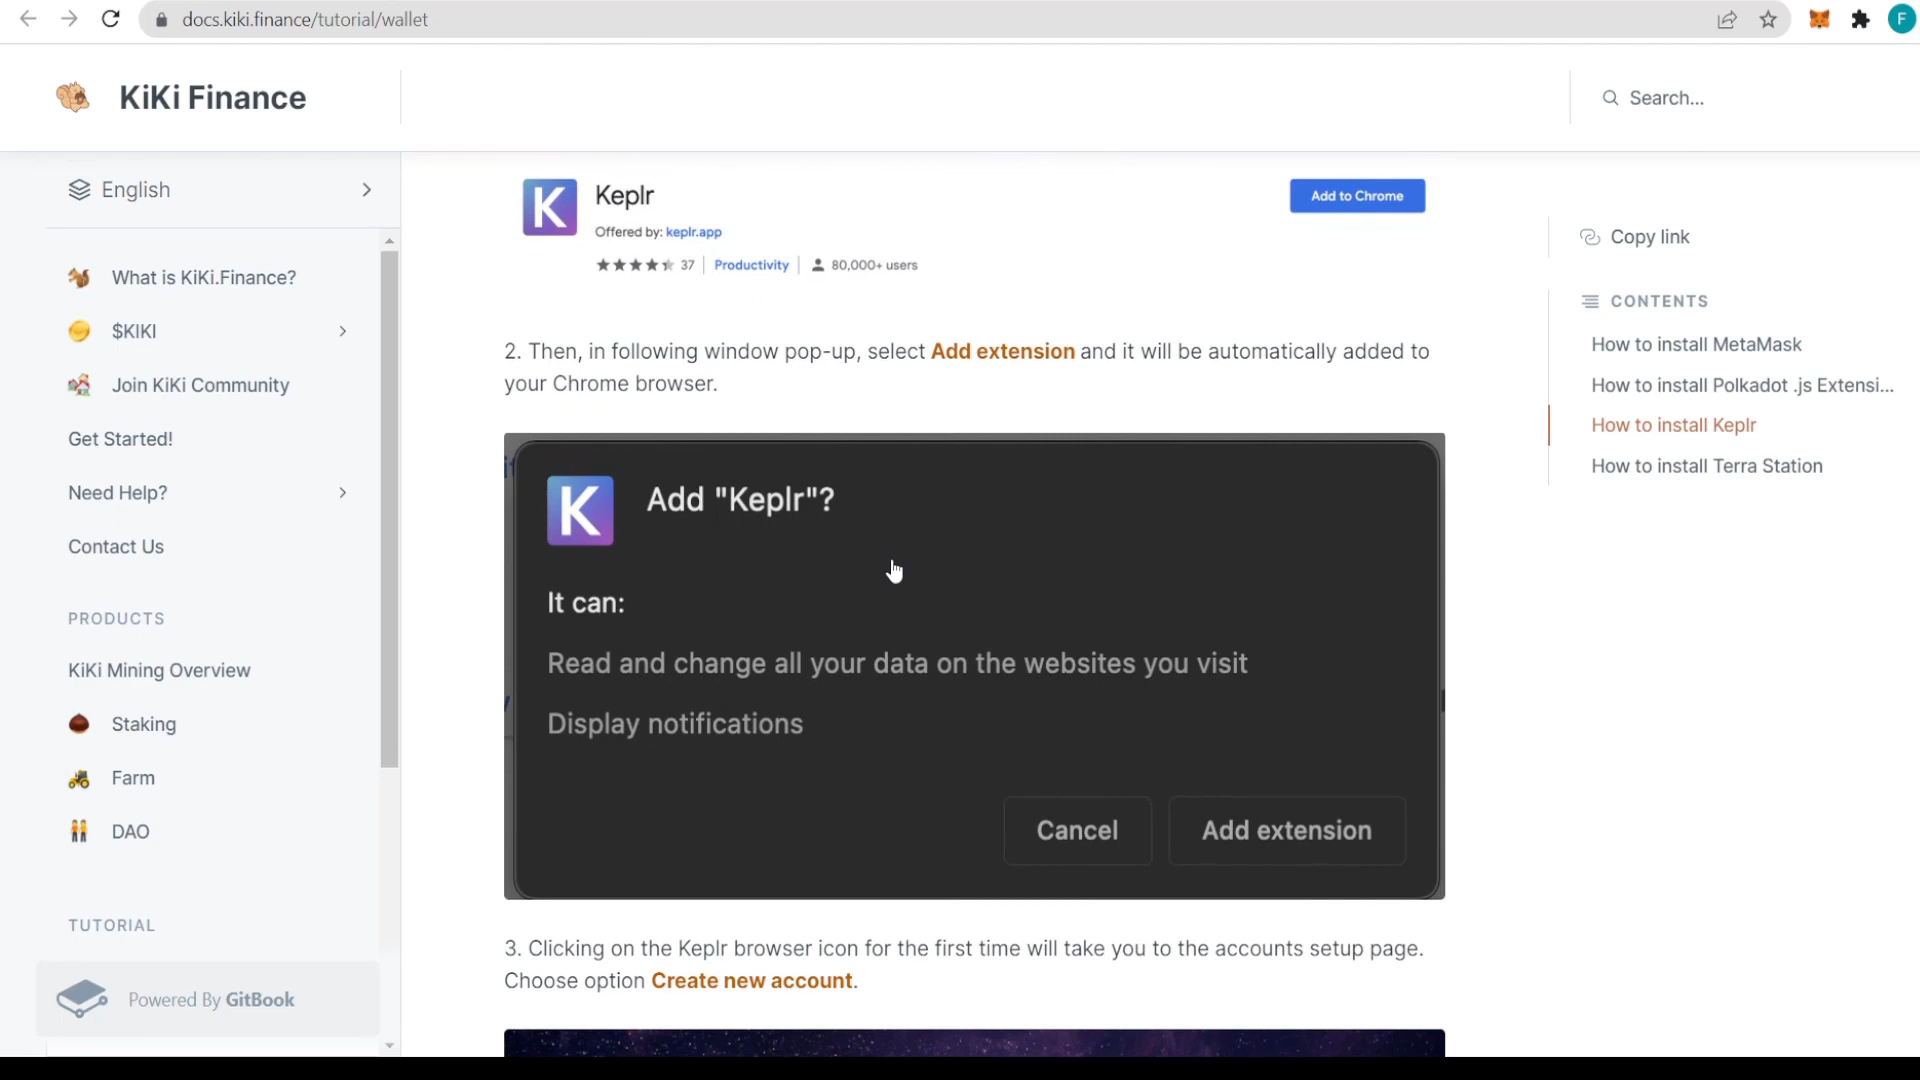 docs.kiki.finance/tutorial/wallet
F
KiKi Finance
Search...
English
What is KiKi.Finance?
$KIKI
Join KiKi Community
Get Started!
Need Help?
Contact Us
PRODUCTS
KiKi Mining Overview
Staking
Farm
DAO
TUTORIAL
Powered By GitBook
K
Keplr
Add to Chrome
Offered by: keplr.app
37
Productivity
80,000+ users
2. Then, in following window pop-up, select Add extension and it will be automatically added to
your Chrome browser.
K
Add "Keplr"?
It can:
Read and change all your data on the websites you visit
Display notifications
Cancel
Add extension
3. Clicking on the Keplr browser icon for the first time will take you to the accounts setup page.
Choose option Create new account.
Copy link
CONTENTS
How to install MetaMask
How to install Polkadot .js Extensi...
How to install Keplr
How to install Terra Station